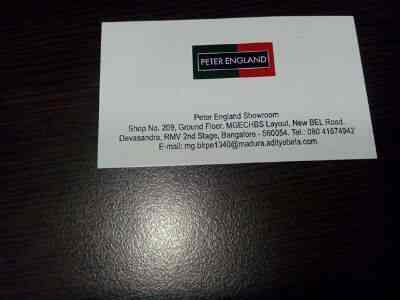 PETER ENGLAND
Peter England Showroom
Shop No. 209, Ground Floor, MGECHBS Layout, New BEL Road,
Devasandra, RMV 2nd Stage, Bangalore - 560054. Tel.: 080 41674942
E-mail: mg.blrpe1340@madura.adityabirla.com